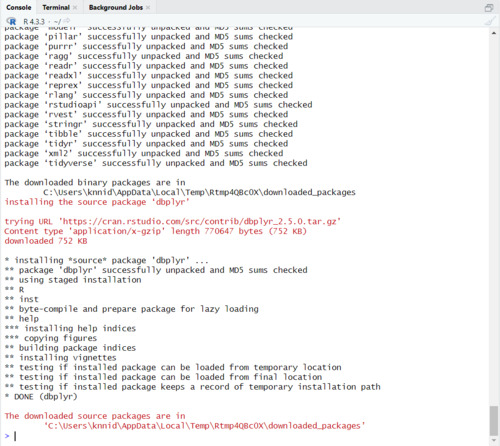 Console Terminal × Background Jobs ×
R 4.3.3 · ~/
package ‘modelr’ successfully unpacked and MD5 sums checked
package ‘pillar’ successfully unpacked and MD5 sums checked
package ‘purrr’ successfully unpacked and MD5 sums checked
package ‘ragg’ successfully unpacked and MD5 sums checked
package ‘readr’ successfully unpacked and MD5 sums checked
package ‘readxl’ successfully unpacked and MD5 sums checked
package ‘reprex’ successfully unpacked and MD5 sums checked
package ‘rlang’ successfully unpacked and MD5 sums checked
package ‘rstudioapi’ successfully unpacked and MD5 sums checked
package ‘rvest’ successfully unpacked and MD5 sums checked
package ‘stringr’ successfully unpacked and MD5 sums checked
package ‘tibble’ successfully unpacked and MD5 sums checked
package ‘tidyr’ successfully unpacked and MD5 sums checked
package ‘xml2’ successfully unpacked and MD5 sums checked
package ‘tidyverse’ successfully unpacked and MD5 sums checked
The downloaded binary packages are in
C:\Users\knnid\AppData\Local\Temp\Rtmp4QBcOX\downloaded_packages
installing the source package ‘dbplyr’
trying URL 'https://cran.rstudio.com/src/contrib/dbplyr_2.5.0.tar.gz'
Content type 'application/x-gzip' length 770647 bytes (752 KB)
downloaded 752 KB
* installing *source* package 'dbplyr' ...
** package 'dbplyr' successfully unpacked and MD5 sums checked
** using staged installation
** R
** inst
** byte-compile and prepare package for lazy loading
** help
*** installing help indices
*** copying figures
** building package indices
** installing vignettes
** testing if installed package can be loaded from temporary location
** testing if installed package can be loaded from final location
** testing if installed package keeps a record of temporary installation path
* DONE (dbplyr)
The downloaded source packages are in
‘C:\Users\knnid\AppData\Local\Temp\Rtmp4QBcOX\downloaded_packages’
>